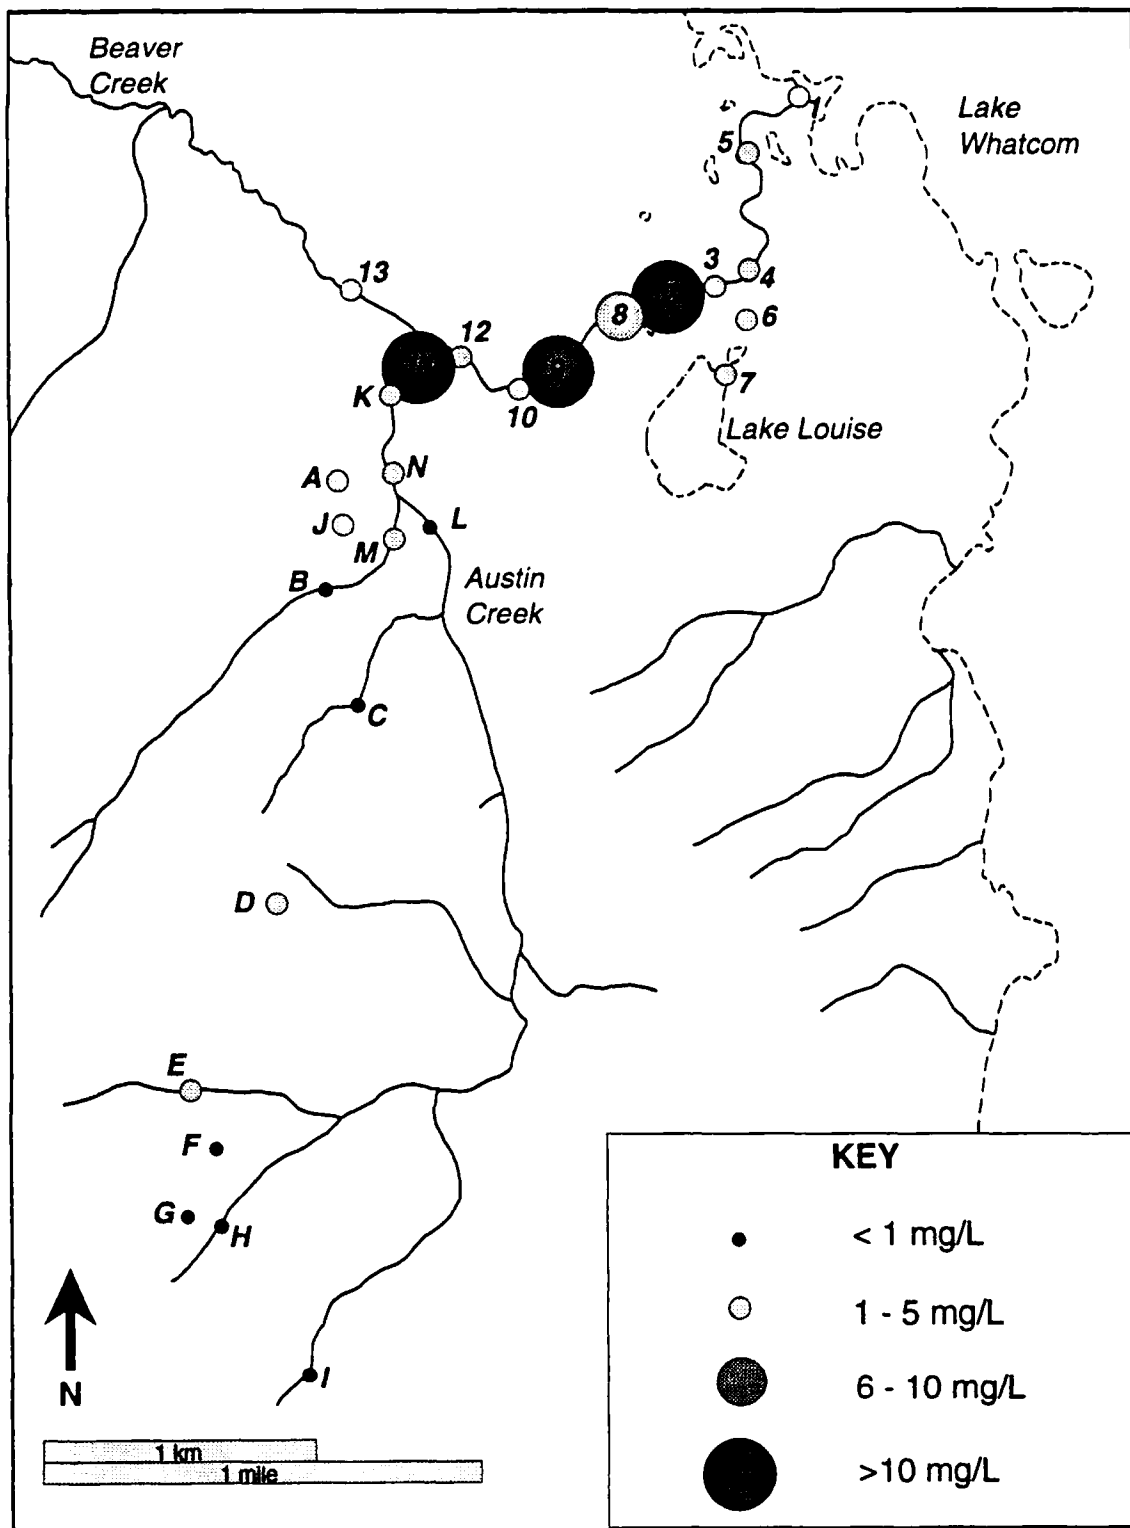 Beaver
Creek
Lake
Whatcom
1
5
13
3
4
8
6
12
K
10
7
Lake Louise
A
N
J
L
M
B
Austin
Creek
C
D
E
F
G
H
I
N
1 km
1 mile
KEY
< 1 mg/L
1 - 5 mg/L
6 - 10 mg/L
>10 mg/L